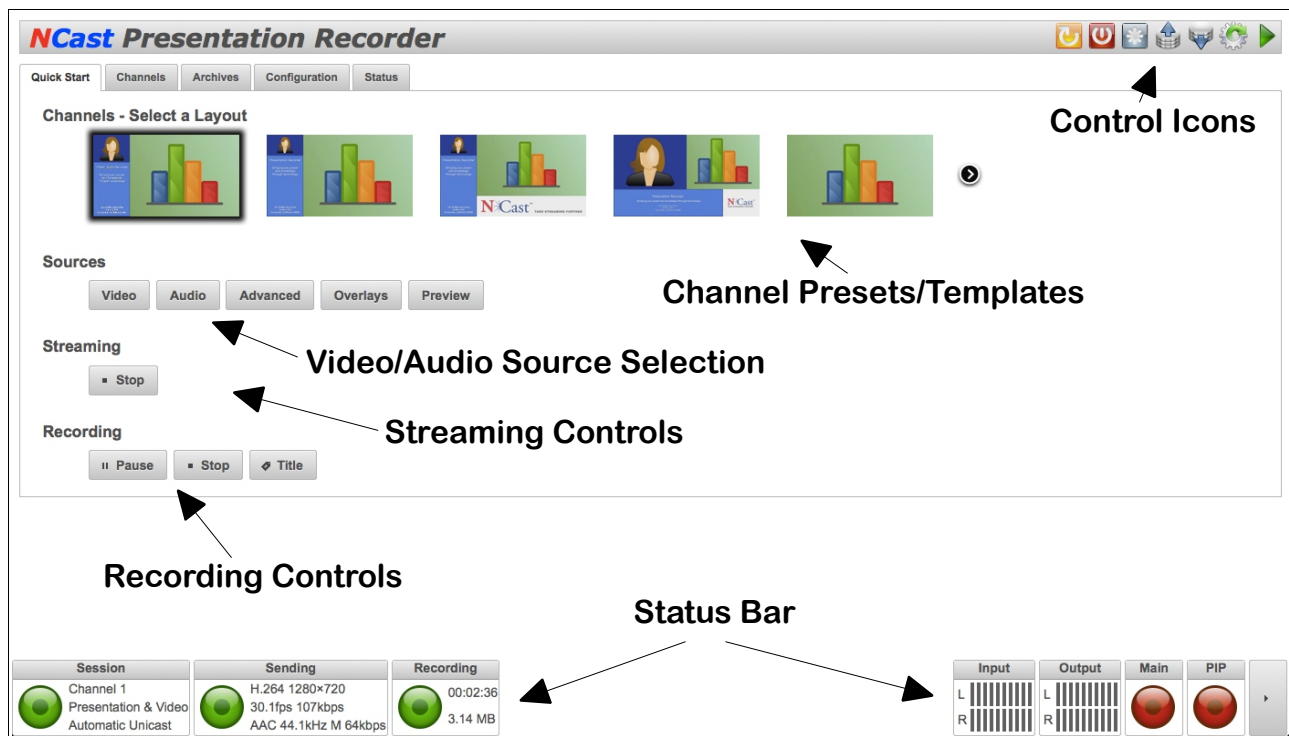 NCast Presentation Recorder
Quick Start Channels Archives Configuration Status
Control Icons
Channels - Select a Layout
N Cast
N Cast
Channel Presets/Templates
Sources
Video Audio Advanced Overlays Preview
Video/Audio Source Selection
Streaming
Stop
Streaming Controls
Recording
Pause Stop Title
Recording Controls
Status Bar
Session
Channel 1
Presentation & Video
Automatic Unicast
Sending
H.264 1280×720
30.1fps 107kbps
AAC 44.1kHz M 64kbps
Recording
00:02:36
3.14 MB
Input
L
R
Output
L
R
Main
PIP